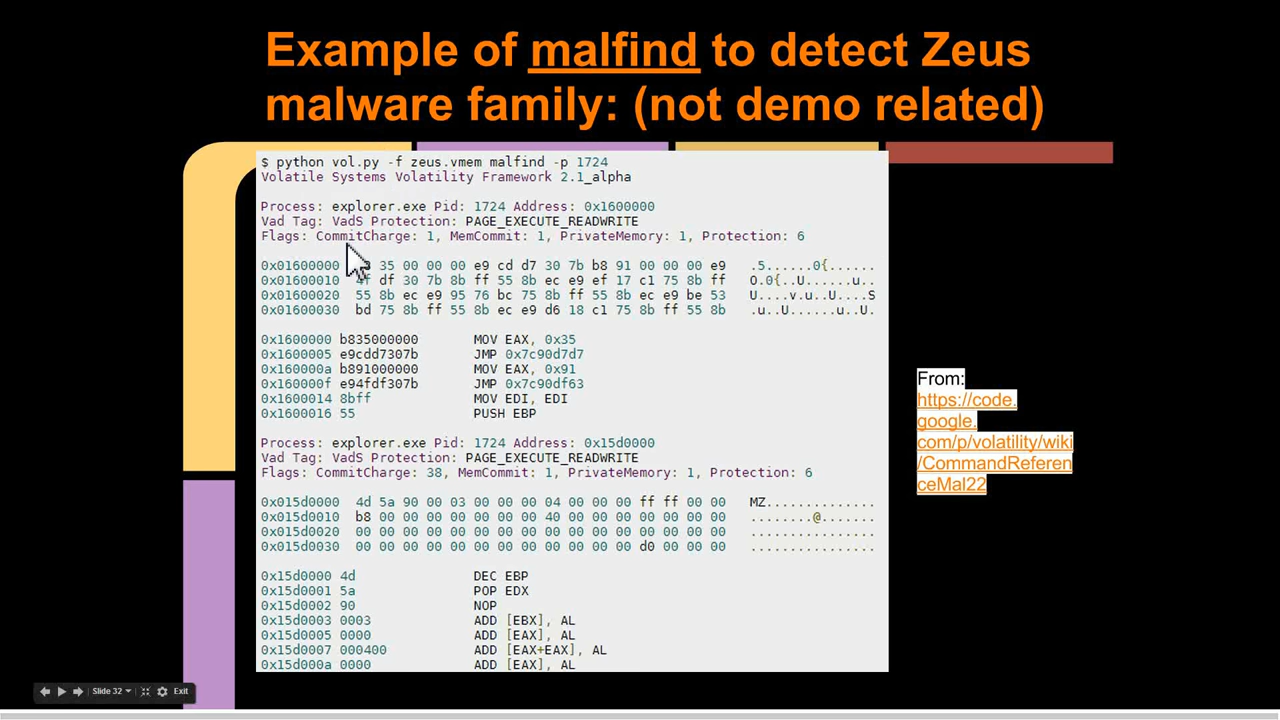 Example of malfind to detect Zeus
malware family: (not demo related)
$ python vol.py -f zeus.vmem malfind -p 1724
Volatile Systems Volatility Framework 2.1_alpha
Process: explorer.exe Pid: 1724 Address: 0x1600000
Vad Tag: VadS Protection: PAGE_EXECUTE_READWRITE
Flags: CommitCharge: 1, MemCommit: 1, PrivateMemory: 1, Protection: 6
0x01600000 35 00 00 00 e9 cd d7 30 7b b8 91 00 00 00 e9 .5......0{......
0x01600010 4f df 30 7b 8b ff 55 8b ec e9 ef 17 c1 75 8b ff O.0{..U......u..
0x01600020 55 8b ec e9 95 76 bc 75 8b ff 55 8b ec e9 be 53 U....v.u..U....S
0x01600030 bd 75 8b ff 55 8b ec e9 d6 18 c1 75 8b ff 55 8b .u..U......u..U.
0x1600000 b835000000 MOV EAX, 0x35
0x1600005 e9cdd7307b JMP 0x7c90d7d7
0x160000a b891000000 MOV EAX, 0x91
0x160000f e94fdf307b JMP 0x7c90df63
0x1600014 8bff MOV EDI, EDI
0x1600016 55 PUSH EBP
Process: explorer.exe Pid: 1724 Address: 0x15d0000
Vad Tag: VadS Protection: PAGE_EXECUTE_READWRITE
Flags: CommitCharge: 38, MemCommit: 1, PrivateMemory: 1, Protection: 6
0x015d0000 4d 5a 90 00 03 00 00 00 04 00 00 00 ff ff 00 00 MZ..............
0x015d0010 b8 00 00 00 00 00 00 00 40 00 00 00 00 00 00 00 ........@.......
0x015d0020 00 00 00 00 00 00 00 00 00 00 00 00 00 00 00 00 ................
0x015d0030 00 00 00 00 00 00 00 00 00 00 00 00 d0 00 00 00 ................
0x15d0000 4d DEC EBP
0x15d0001 5a POP EDX
0x15d0002 90 NOP
0x15d0003 0003 ADD [EBX], AL
0x15d0005 0000 ADD [EAX], AL
0x15d0007 000400 ADD [EAX+EAX], AL
0x15d000a 0000 ADD [EAX], AL
From:
https://code.
google.
com/p/volatility/wiki
/CommandReferen
ceMal22
Slide 32 Exit